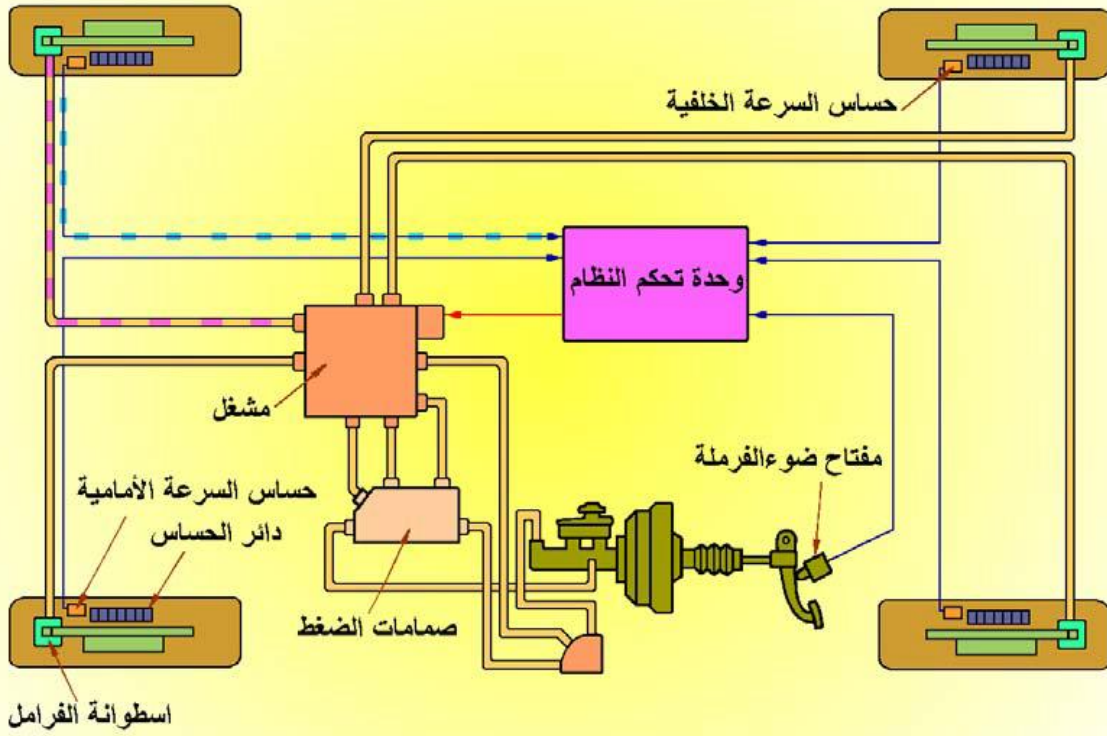 حساس السرعة الخلفية
وحدة تحكم النظام
مشغل
مفتاح ضوءالفرملة
حساس السرعة الأمامية
دائر الحساس
صمامات الضغط
اسطوانة الفرامل